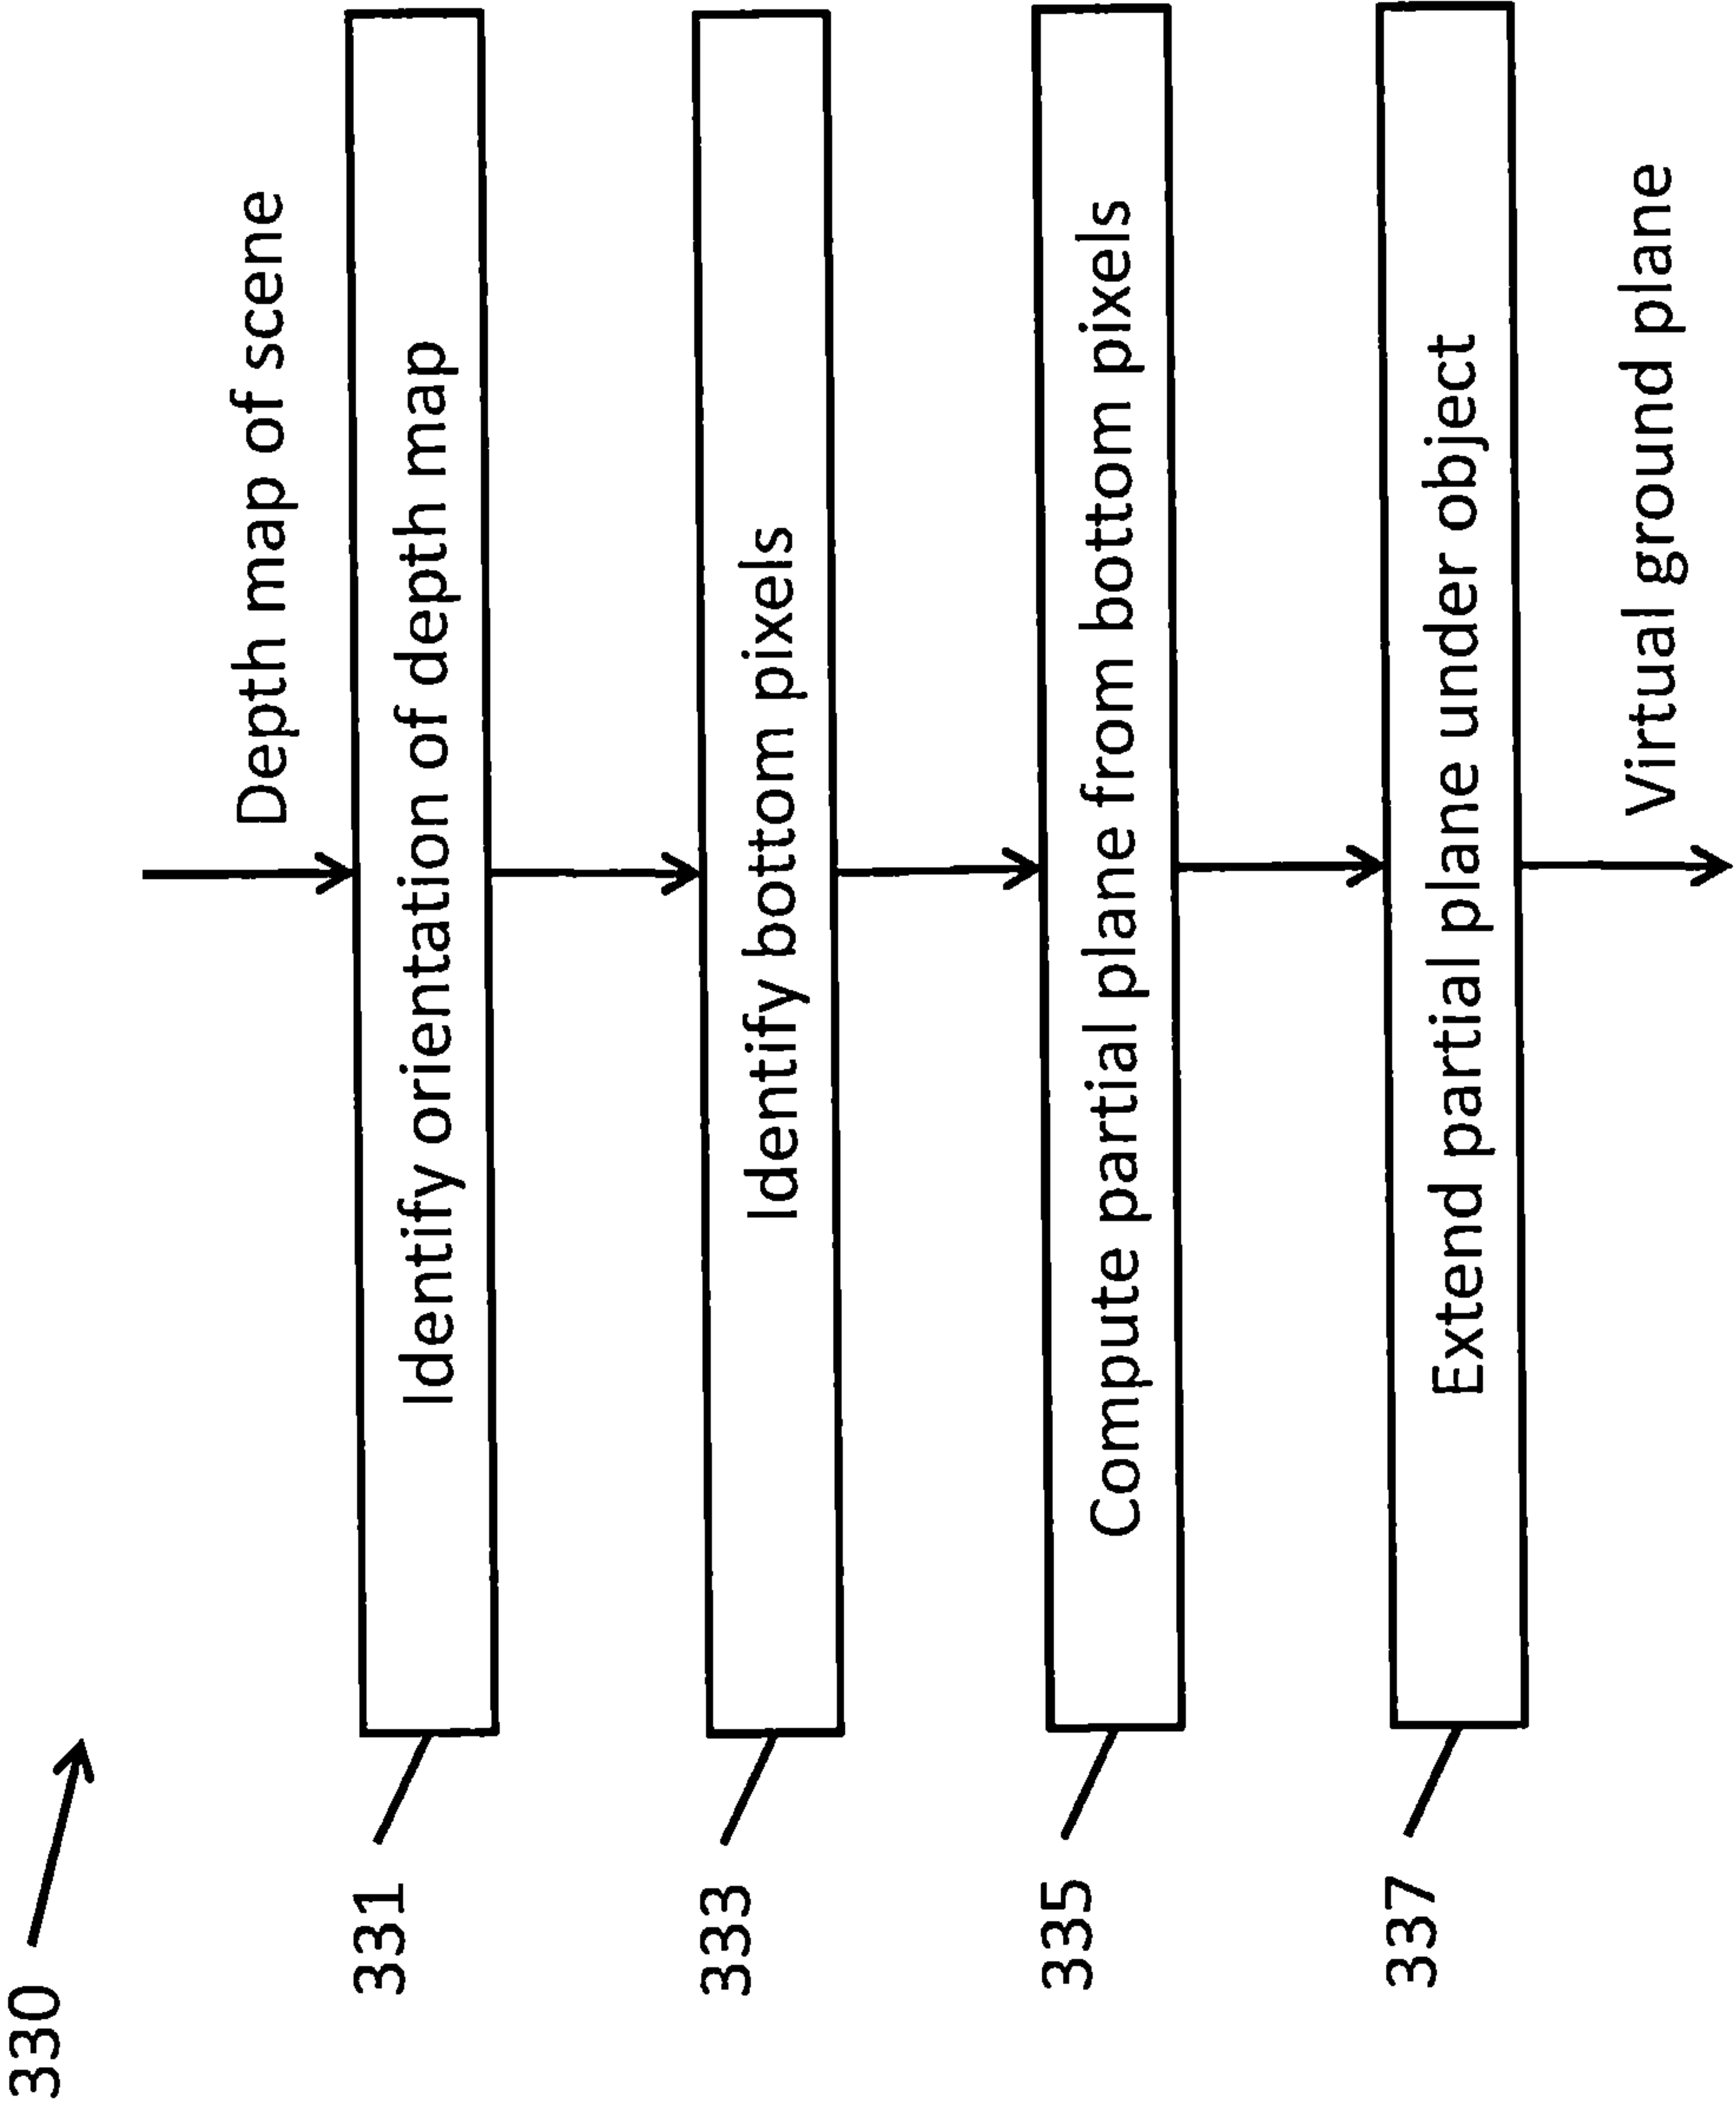 330
Depth map of scene
331
Identify orientation of depth map
333
Identify bottom pixels
335
Compute partial plane from bottom pixels
337
Extend partial plane under object
Virtual ground plane